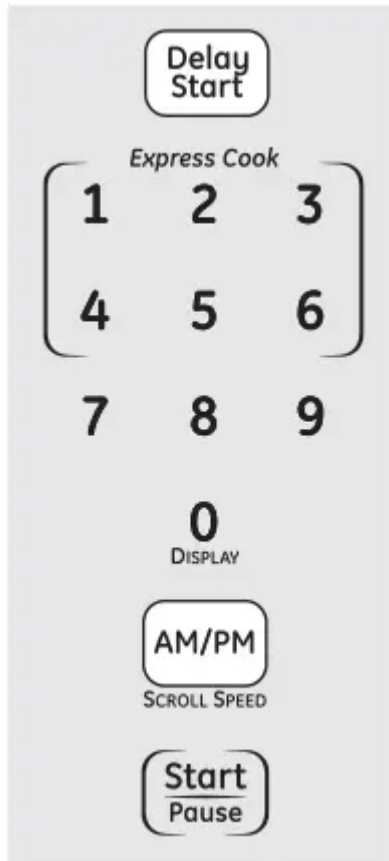 Delay
Start
Express Cook
1 2 3
4 5 6
7 8 9
0
DISPLAY
AM/PM
SCROLL SPEED
Start
Pause